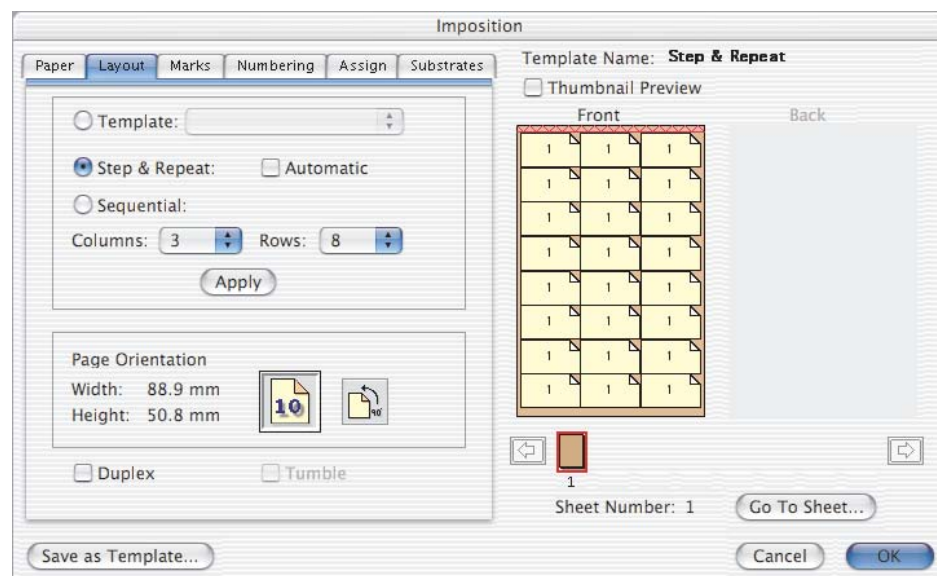 Imposition
Paper Layout Marks Numbering Assign Substrates
Template:
Step & Repeat: Automatic
Sequential:
Columns: 3 Rows: 8
Apply
Page Orientation
Width: 88.9 mm
Height: 50.8 mm
10
90°
Duplex Tumble
Save as Template...
Template Name: Step & Repeat
Thumbnail Preview
Front Back
1 1 1
1 1 1
1 1 1
1 1 1
1 1 1
1 1 1
1 1 1
1 1 1
1
Sheet Number: 1 Go To Sheet...
Cancel OK